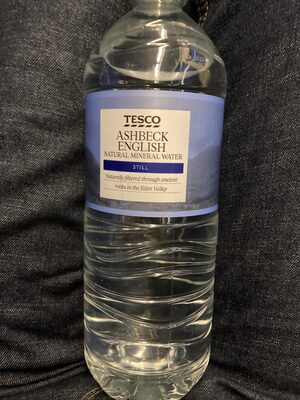 TESCO
ASHBECK
ENGLISH
NATURAL MINERAL WATER
STILL
Naturally filtered through ancient
rocks in the Eden Valley